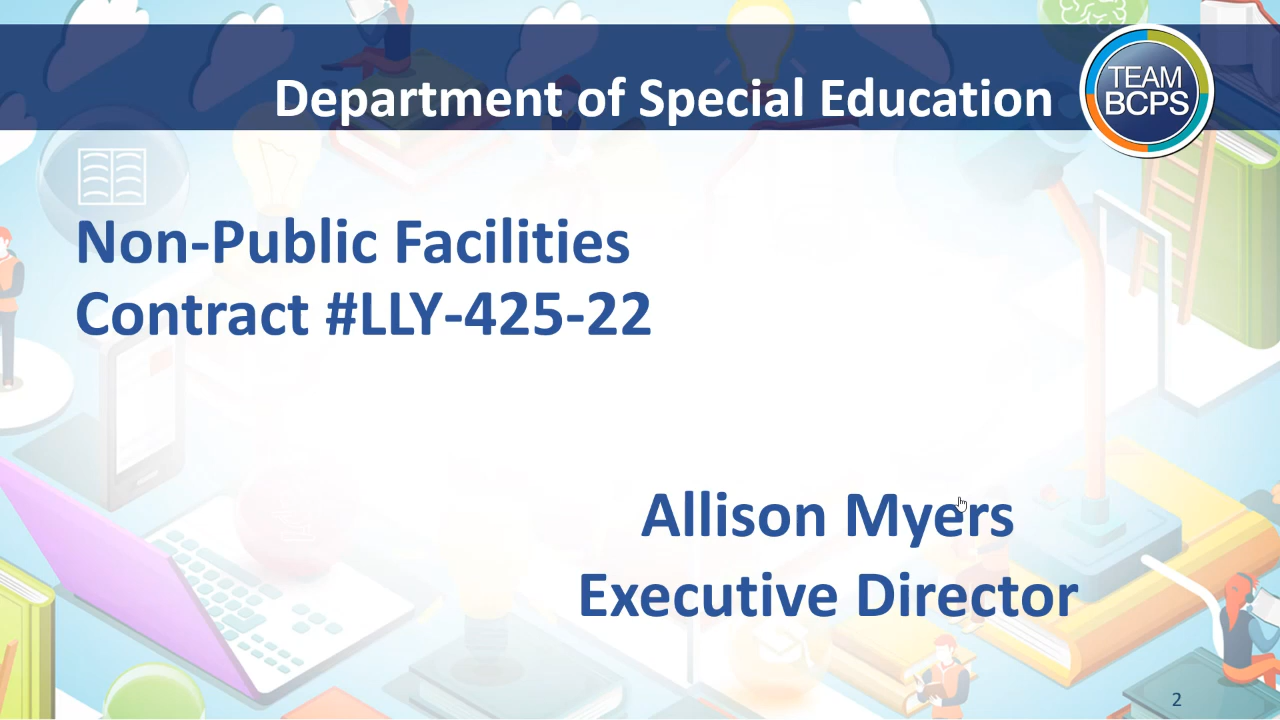 Department of Special Education
TEAM
BCPS
Non-Public Facilities
Contract #LLY-425-22
Allison Myers
Executive Director
2